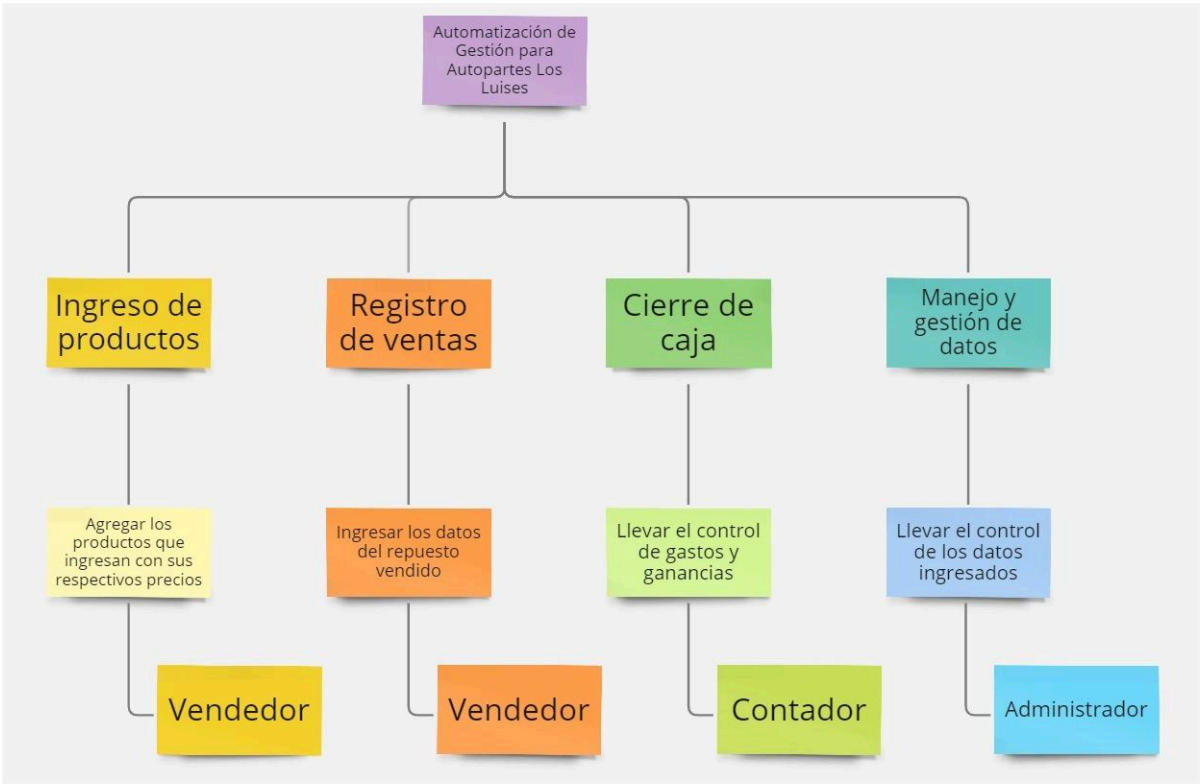 Automatización de
Gestión para
Autopartes Los
Luises
Ingreso de
productos
Registro
de ventas
Cierre de
caja
Manejo y
gestión de
datos
Agregar los
productos que
ingresan con sus
respectivos precios
Ingresar los datos
del repuesto
vendido
Llevar el control
de gastos y
ganancias
Llevar el control
de los datos
ingresados
Vendedor
Vendedor
Contador
Administrador